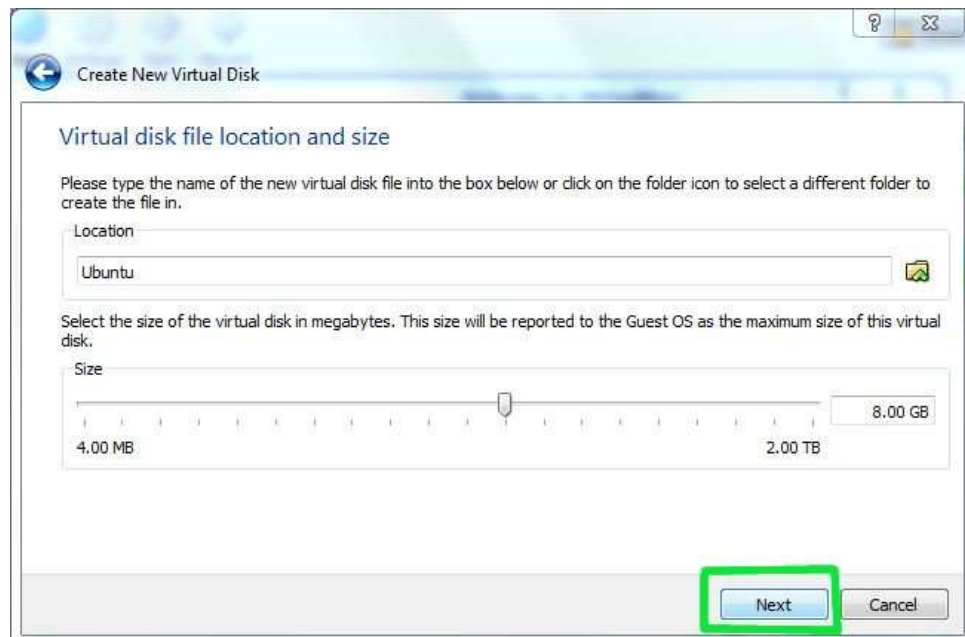 Create New Virtual Disk
Virtual disk file location and size
Please type the name of the new virtual disk file into the box below or click on the folder icon to select a different folder to
create the file in.
Location
Ubuntu
Select the size of the virtual disk in megabytes. This size will be reported to the Guest OS as the maximum size of this virtual
disk.
Size
8.00 GB
4.00 MB 2.00 TB
Next Cancel